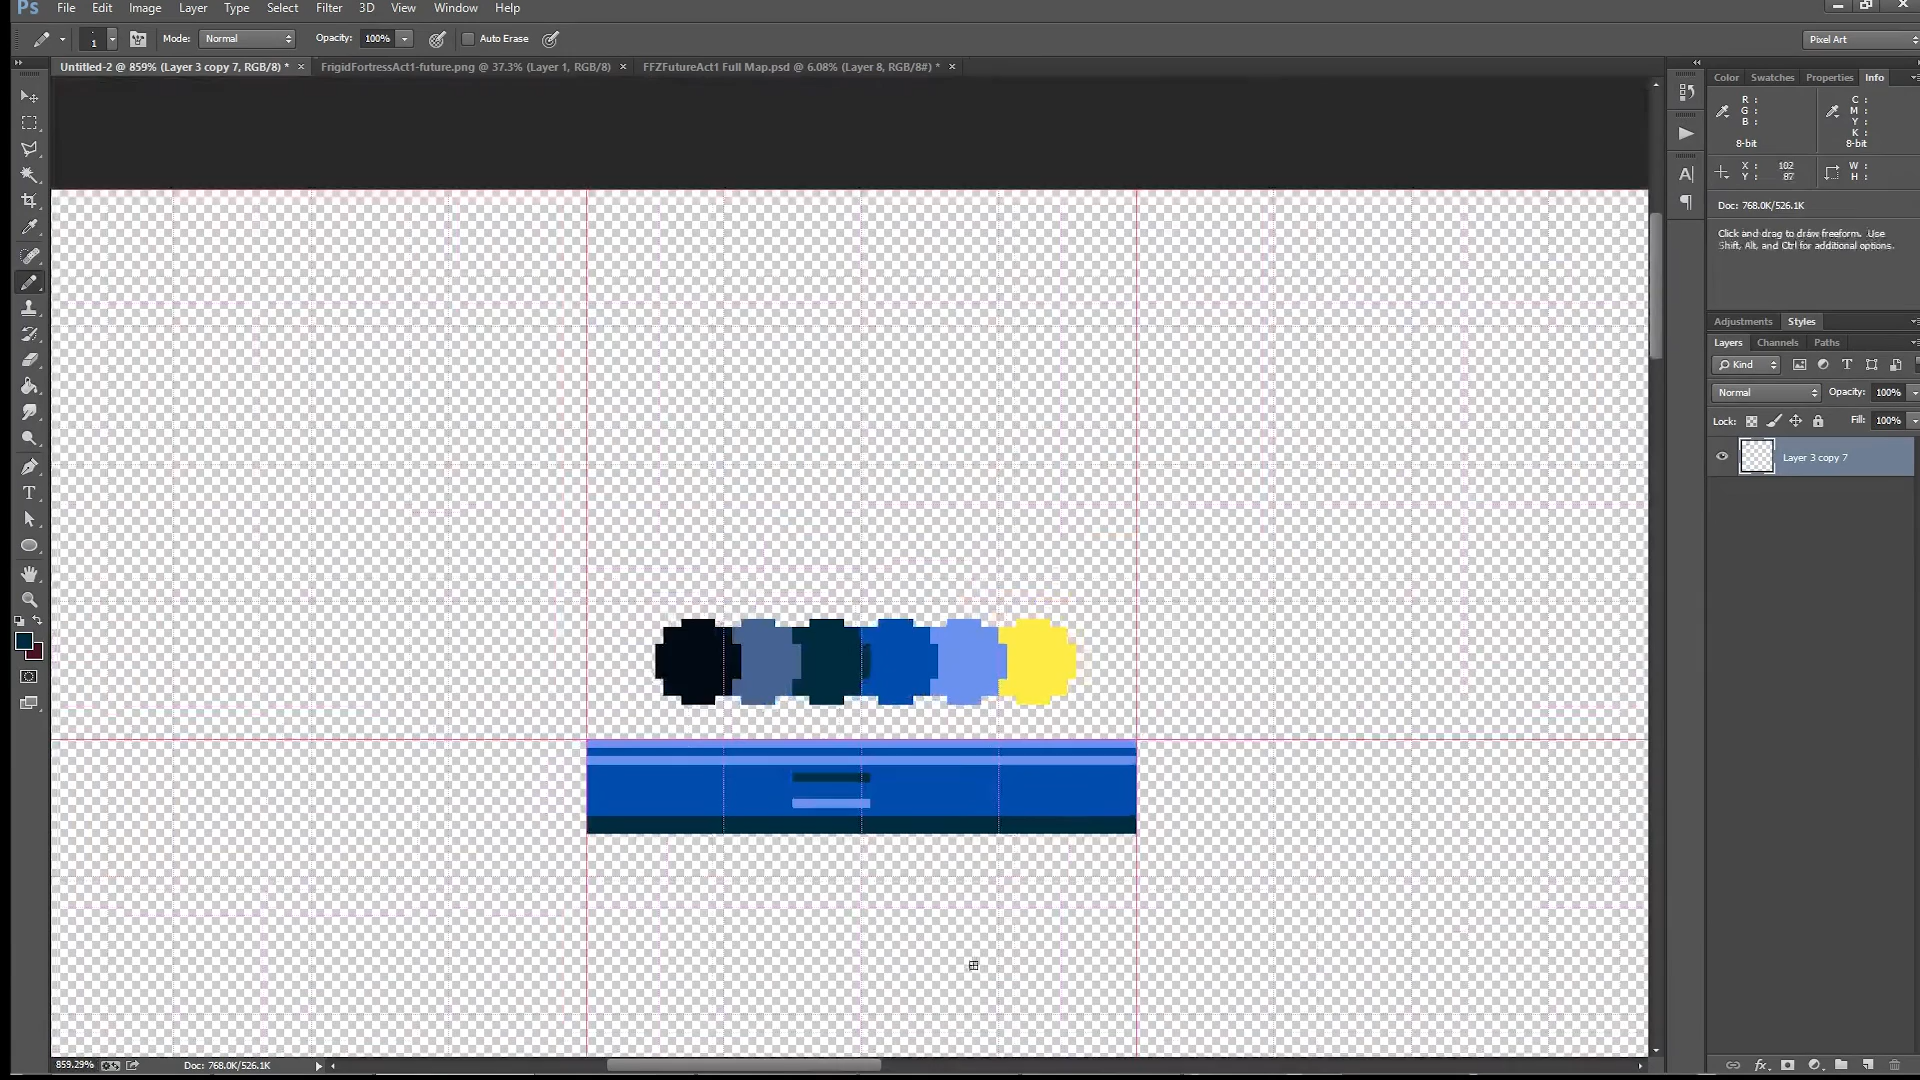 Ps File Edit Image Layer Type Select Filter 3D View Window Help
1 Mode: Normal Opacity: 100% Auto Erase Pixel Art
Untitled-2 @ 859% (Layer 3 copy 7, RGB/8) * × FrigidFortressAct1-future.png @ 37.3% (Layer 1, RGB/8) × FFZFutureAct1 Full Map.psd @ 6.08% (Layer 8, RGB/8#) * ×
Color Swatches Properties Info
R : C :
G : M :
B : Y :
K :
8-bit 8-bit
X : 102 W :
Y : 87 H :
Doc: 768.0K/526.1K
Click and drag to draw freeform. Use
Shift, Alt, and Ctrl for additional options.
Adjustments Styles
Layers Channels Paths
Kind
Normal Opacity: 100%
Lock: Fill: 100%
Layer 3 copy 7
859.29% Doc: 768.0K/526.1K